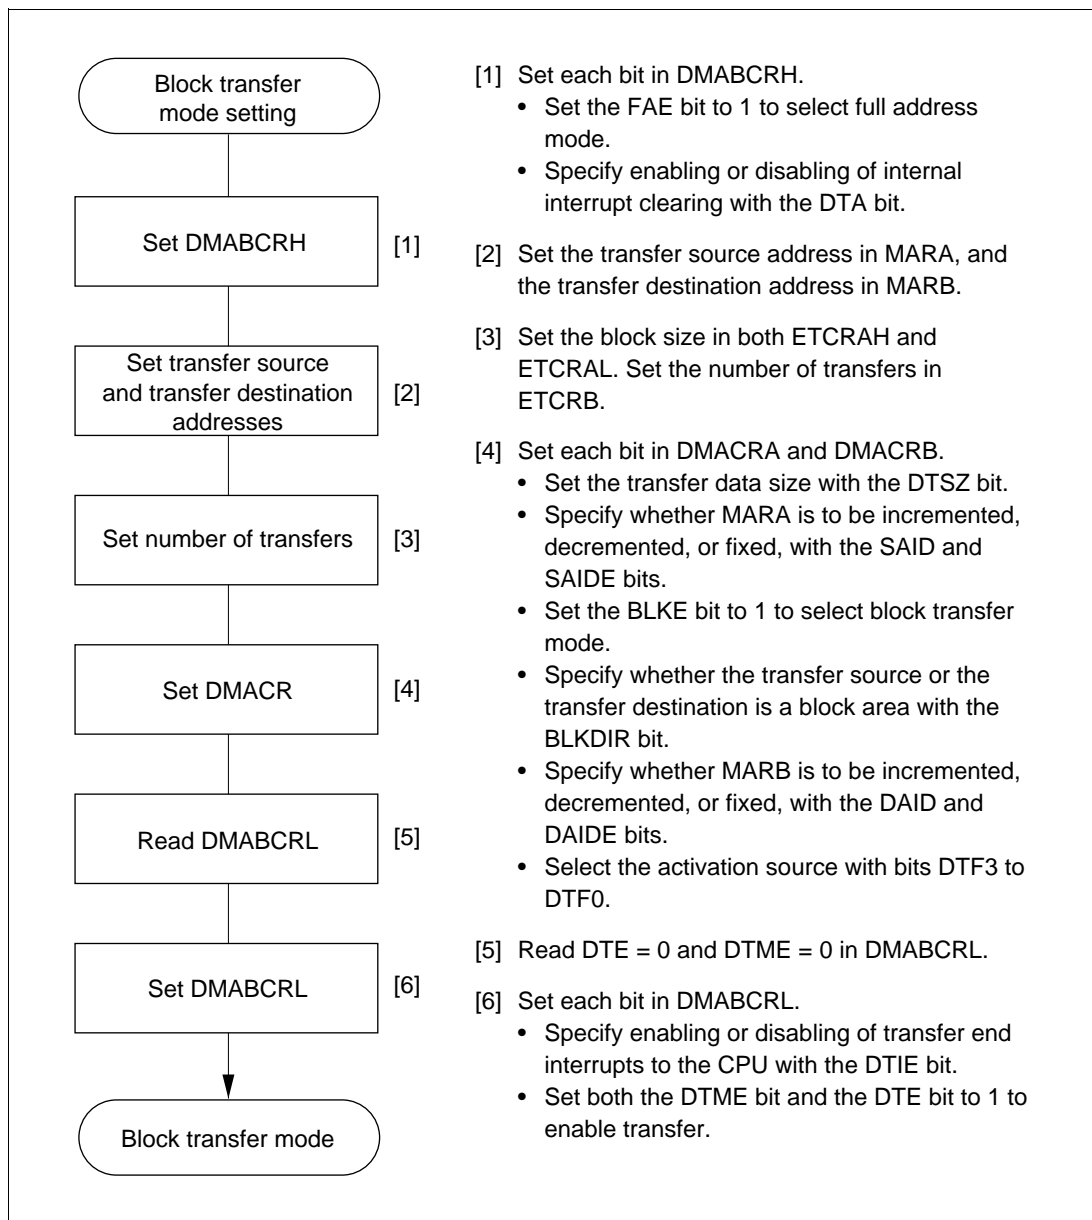 Block transfer
mode setting
Set DMABCRH
[1]
Set transfer source
and transfer destination
addresses
[2]
Set number of transfers
[3]
Set DMACR
[4]
Read DMABCRL
[5]
Set DMABCRL
[6]
Block transfer mode
[1] Set each bit in DMABCRH.
• Set the FAE bit to 1 to select full address
mode.
• Specify enabling or disabling of internal
interrupt clearing with the DTA bit.
[2] Set the transfer source address in MARA, and
the transfer destination address in MARB.
[3] Set the block size in both ETCRAH and
ETCRAL. Set the number of transfers in
ETCRB.
[4] Set each bit in DMACRA and DMACRB.
• Set the transfer data size with the DTSZ bit.
• Specify whether MARA is to be incremented,
decremented, or fixed, with the SAID and
SAIDE bits.
• Set the BLKE bit to 1 to select block transfer
mode.
• Specify whether the transfer source or the
transfer destination is a block area with the
BLKDIR bit.
• Specify whether MARB is to be incremented,
decremented, or fixed, with the DAID and
DAIDE bits.
• Select the activation source with bits DTF3 to
DTF0.
[5] Read DTE = 0 and DTME = 0 in DMABCRL.
[6] Set each bit in DMABCRL.
• Specify enabling or disabling of transfer end
interrupts to the CPU with the DTIE bit.
• Set both the DTME bit and the DTE bit to 1 to
enable transfer.